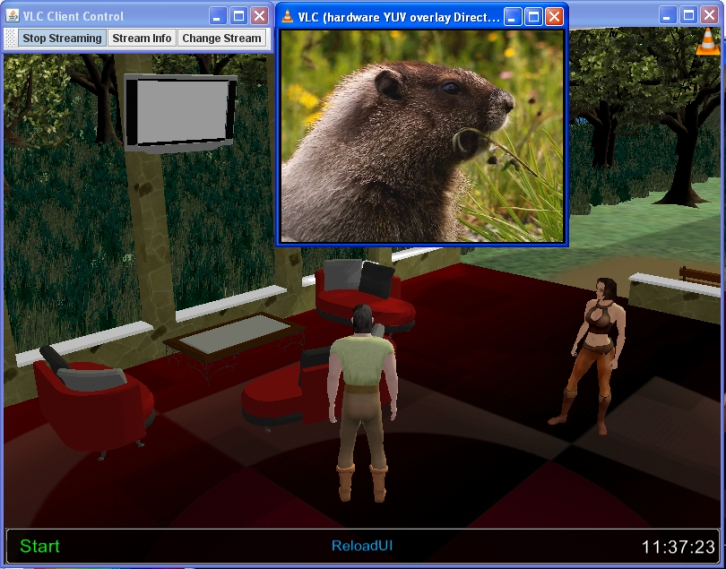 VLC Client Control
VLC (hardware YUV overlay Direct...
Stop Streaming Stream Info Change Stream
Start ReloadUI 11:37:23